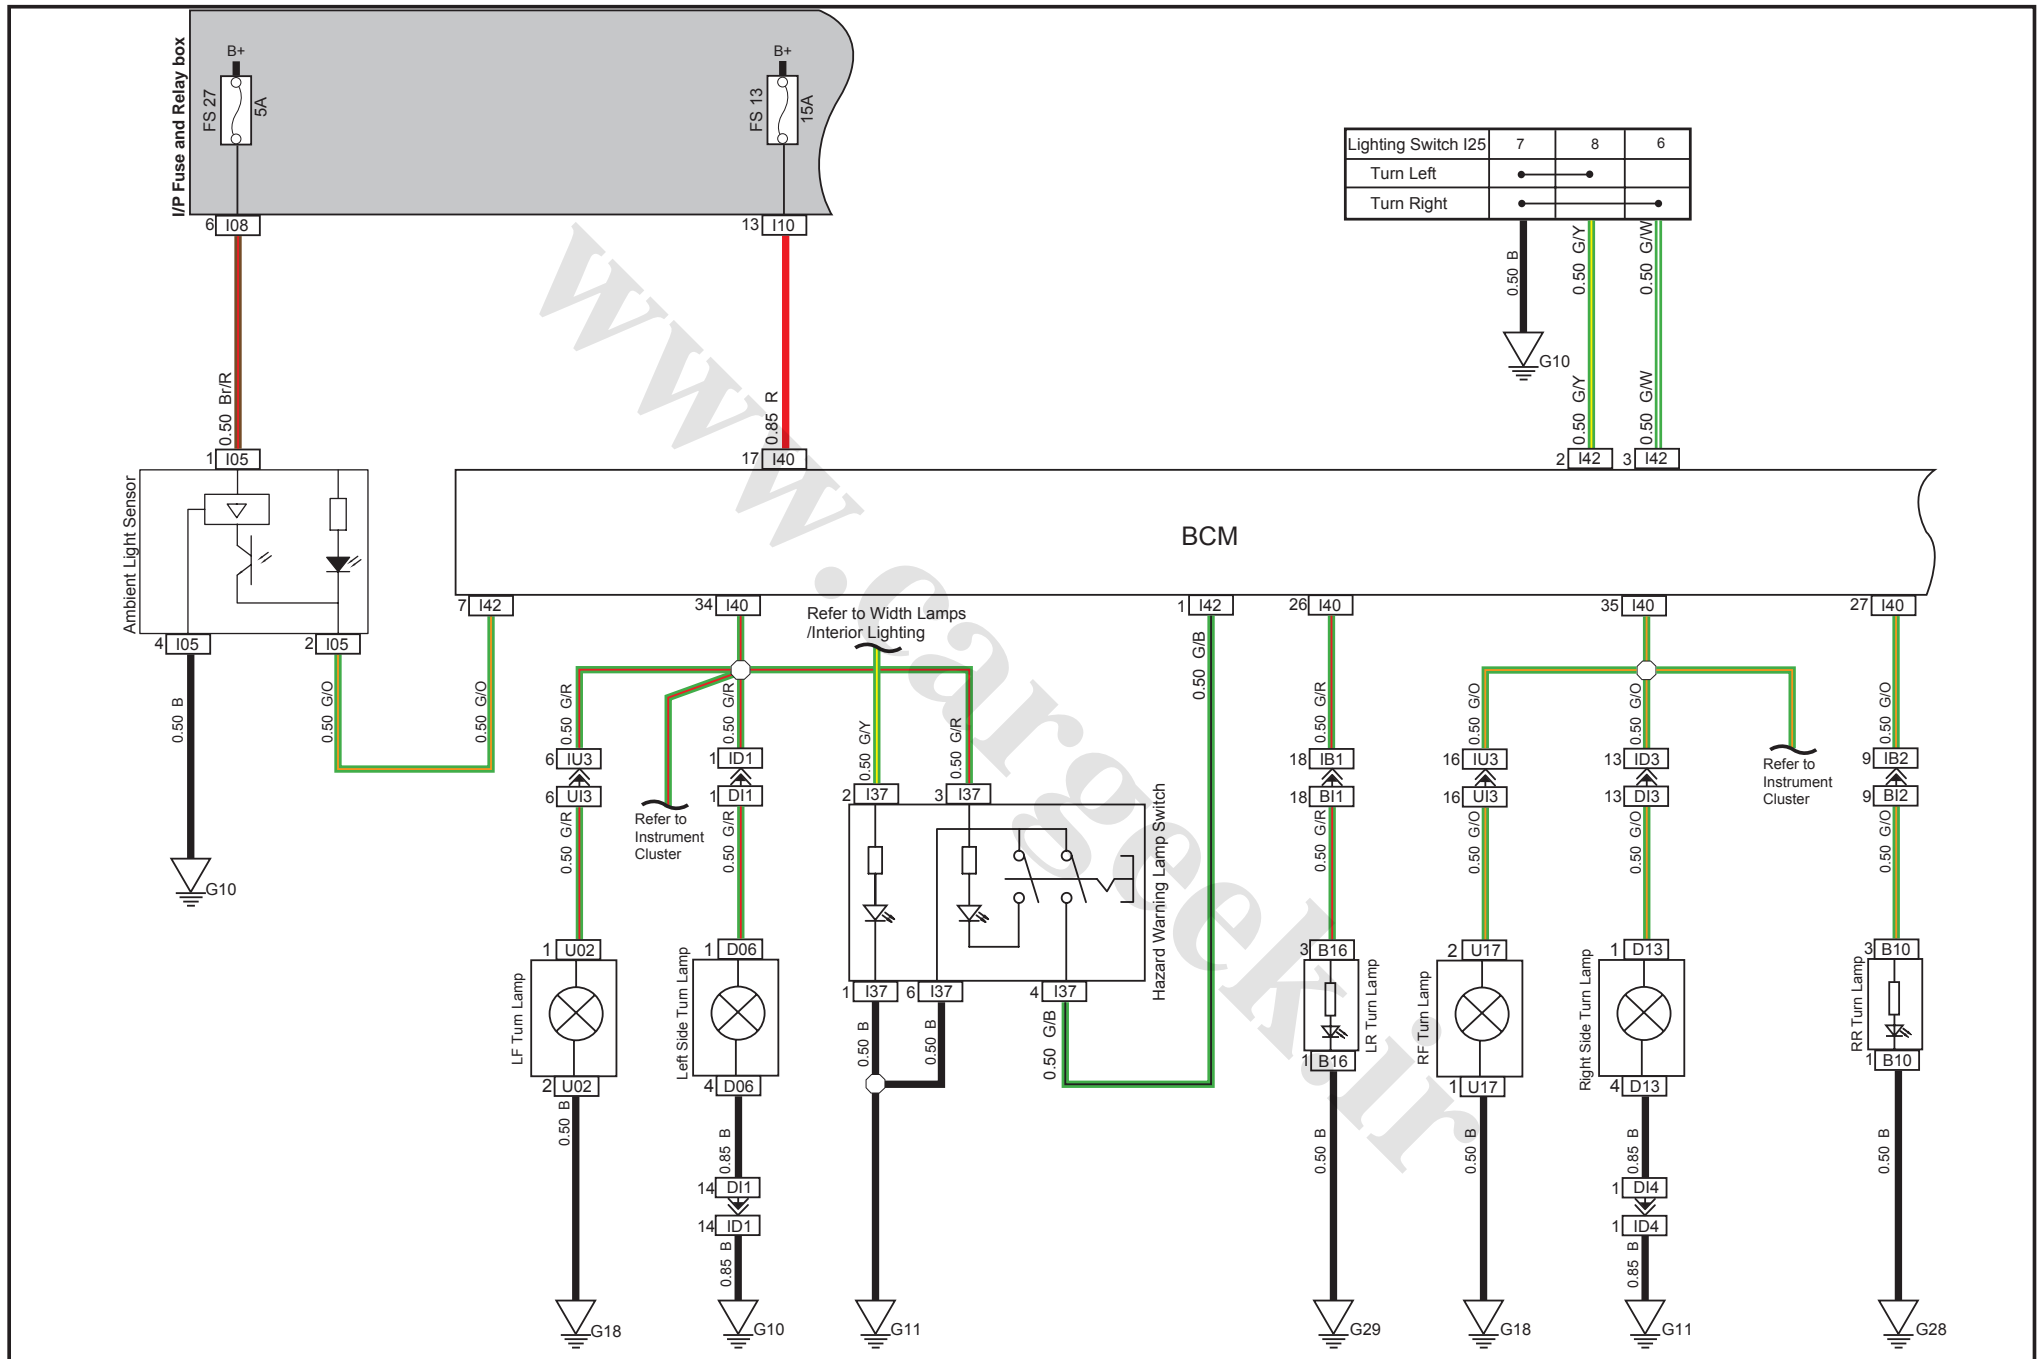 I/P Fuse and Relay box
B+
FS 27
5A
B+
FS 13
15A
6 I08
13 I10
Lighting Switch I25 7 8 6
Turn Left
Turn Right
0.50 B
0.50 G/Y
0.50 G/W
G10
0.50 Br/R
0.85 R
0.50 G/Y
0.50 G/W
1 I05
17 I40
2 I42
3 I42
Ambient Light Sensor
BCM
4 I05
2 I05
7 I42
34 I40
1 I42
26 I40
35 I40
27 I40
Refer to Width Lamps
/Interior Lighting
0.50 B
0.50 G/O
0.50 G/O
0.50 G/R
0.50 G/R
0.50 G/Y
0.50 G/R
0.50 G/B
0.50 G/R
0.50 G/O
0.50 G/O
0.50 G/O
6 IU3
1 ID1
18 IB1
16 IU3
13 ID3
9 IB2
Refer to
Instrument
Cluster
6 UI3
1 DI1
2 I37
3 I37
18 BI1
16 UI3
13 DI3
9 BI2
Refer to
Instrument
Cluster
0.50 G/R
0.50 G/R
Hazard Warning Lamp Switch
0.50 G/R
0.50 G/O
0.50 G/O
0.50 G/O
G10
1 U02
1 D06
3 B16
2 U17
1 D13
3 B10
LF Turn Lamp
Left Side Turn Lamp
1 I37
6 I37
4 I37
LR Turn Lamp
RF Turn Lamp
Right Side Turn Lamp
RR Turn Lamp
0.50 B
0.50 B
0.50 G/B
2 U02
4 D06
1 B16
1 U17
4 D13
1 B10
0.50 B
0.85 B
0.50 B
0.50 B
0.85 B
0.50 B
14 DI1
14 ID1
1 DI4
1 ID4
0.85 B
0.85 B
G18
G10
G11
G29
G18
G11
G28
www.cargeek.ir